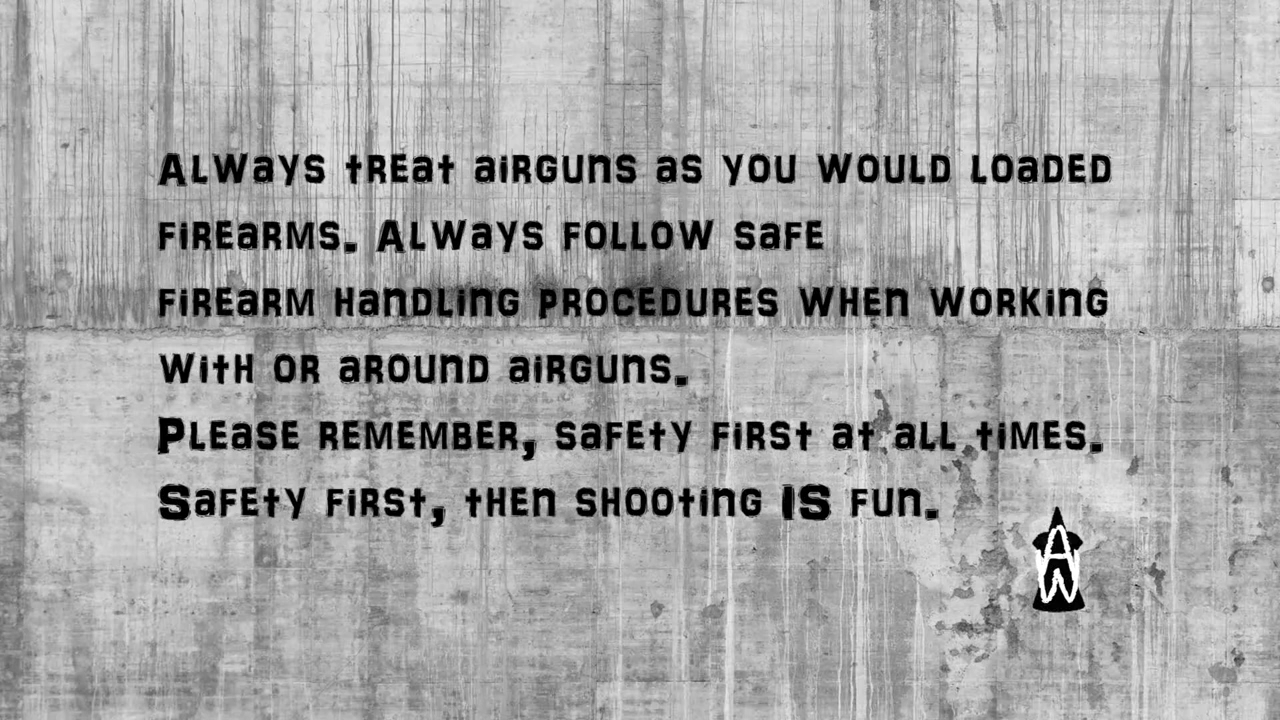 Always treat airguns as you would loaded
firearms. Always follow safe
firearm handling procedures when working
with or around airguns.
Please remember, safety first at all times.
Safety first, then shooting IS fun.
AW